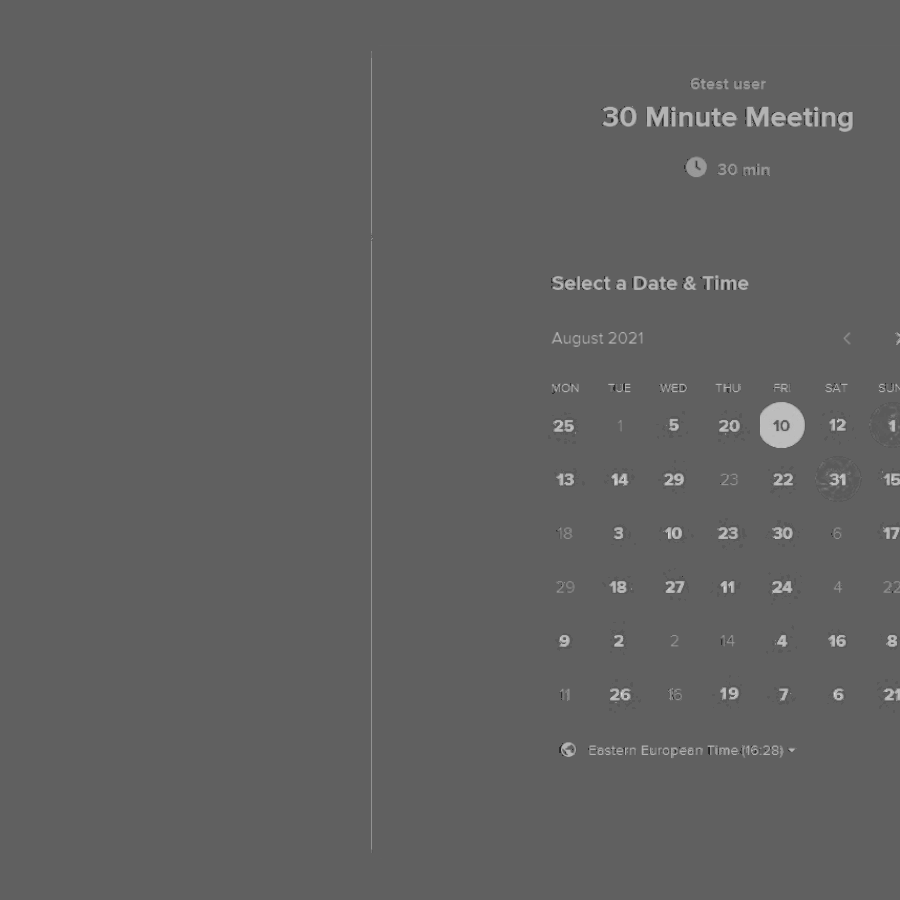 6test user
30 Minute Meeting
30 min
Select a Date & Time
August 2021
MON TUE WED THU FRI SAT SUN
25 1 5 20 10 12 1
13 14 29 23 22 31 15
18 3 10 23 30 6 17
29 18 27 11 24 4 22
9 2 2 14 4 16 8
11 26 19 7 6 21
Eastern European Time (16:28)